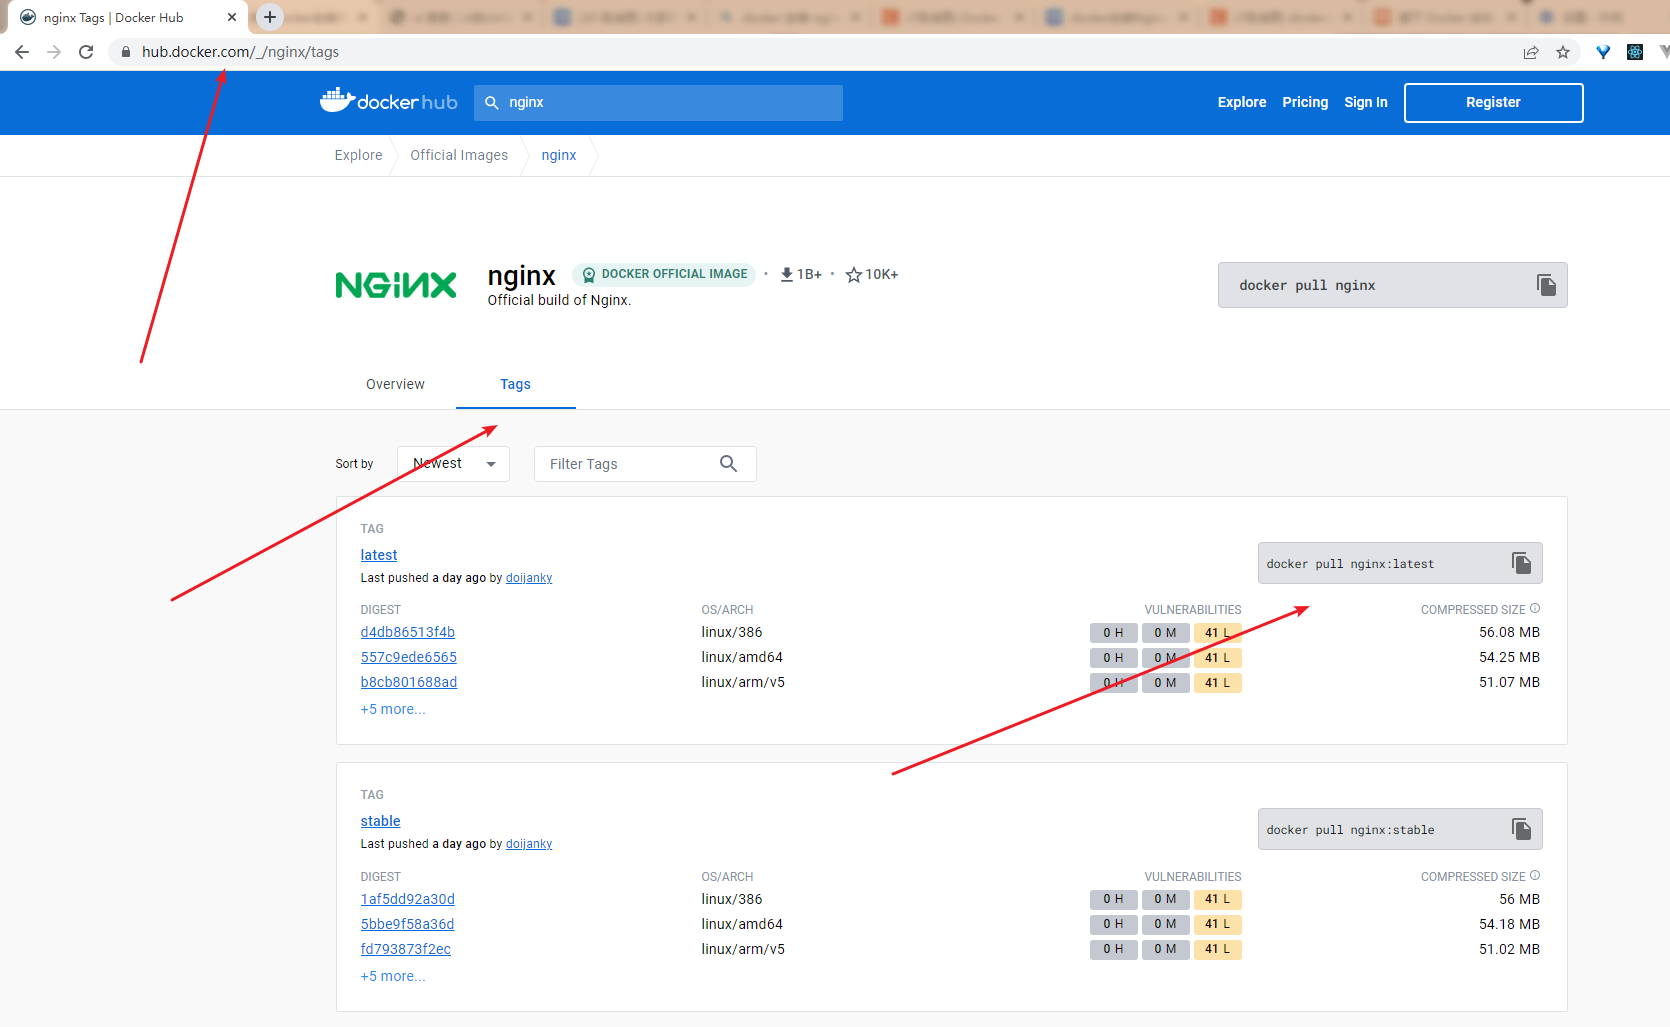 nginx Tags | Docker Hub
hub.docker.com/_/nginx/tags
docker hub
nginx
Explore
Pricing
Sign In
Register
Explore
Official Images
nginx
NGINX
nginx
DOCKER OFFICIAL IMAGE
1B+
10K+
Official build of Nginx.
docker pull nginx
Overview
Tags
Sort by
Newest
Filter Tags
TAG
latest
Last pushed a day ago by doijanky
docker pull nginx:latest
DIGEST OS/ARCH VULNERABILITIES COMPRESSED SIZE
d4db86513f4b linux/386 0 H 0 M 41 L 56.08 MB
557c9ede6565 linux/amd64 0 H 0 M 41 L 54.25 MB
b8cb801688ad linux/arm/v5 0 H 0 M 41 L 51.07 MB
+5 more...
TAG
stable
Last pushed a day ago by doijanky
docker pull nginx:stable
DIGEST OS/ARCH VULNERABILITIES COMPRESSED SIZE
1af5dd92a30d linux/386 0 H 0 M 41 L 56 MB
5bbe9f58a36d linux/amd64 0 H 0 M 41 L 54.18 MB
fd793873f2ec linux/arm/v5 0 H 0 M 41 L 51.02 MB
+5 more...